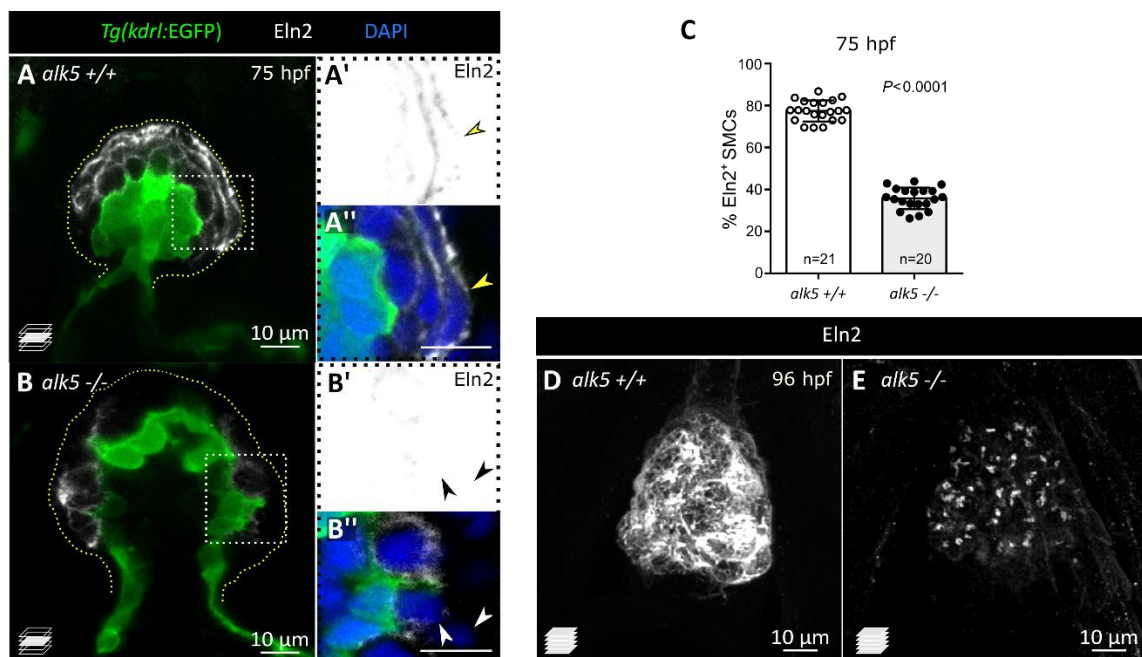 Tg(kdrl:EGFP) Eln2 DAPI
A alk5 +/+ 75 hpf
10 µm
A' Eln2
A''
B alk5 -/-
10 µm
B' Eln2
B''
C
75 hpf
P<0.0001
% Eln2⁺ SMCs
100
80
60
40
20
0
n=21 n=20
alk5 +/+ alk5 -/-
Eln2
D alk5 +/+ 96 hpf
10 µm
E alk5 -/-
10 µm